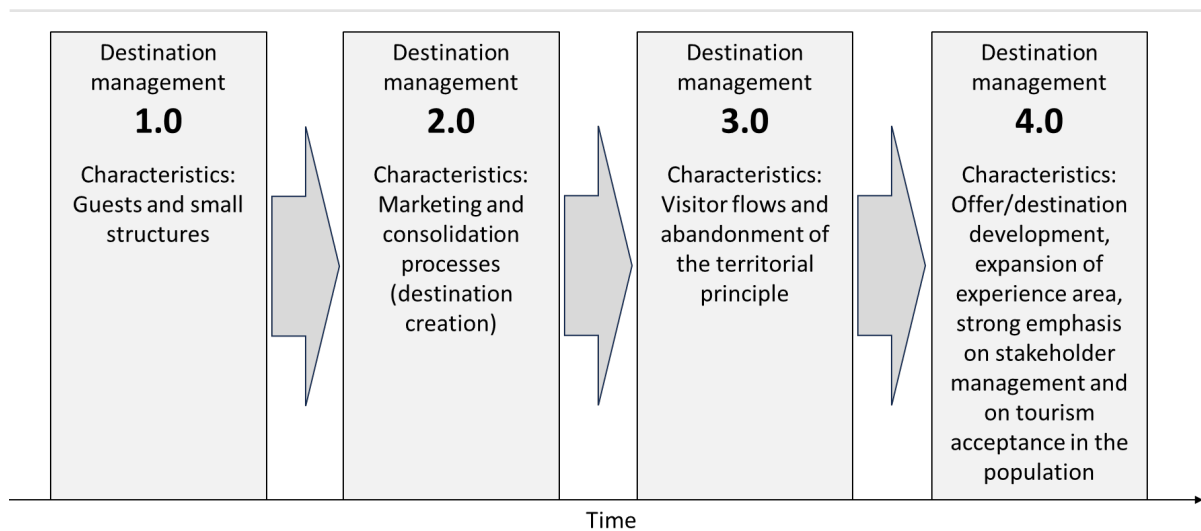 Destination
management
1.0
Characteristics:
Guests and small
structures
Destination
management
2.0
Characteristics:
Marketing and
consolidation
processes
(destination
creation)
Destination
management
3.0
Characteristics:
Visitor flows and
abandonment of
the territorial
principle
Destination
management
4.0
Characteristics:
Offer/destination
development,
expansion of
experience area,
strong emphasis
on stakeholder
management and
on tourism
acceptance in the
population
Time